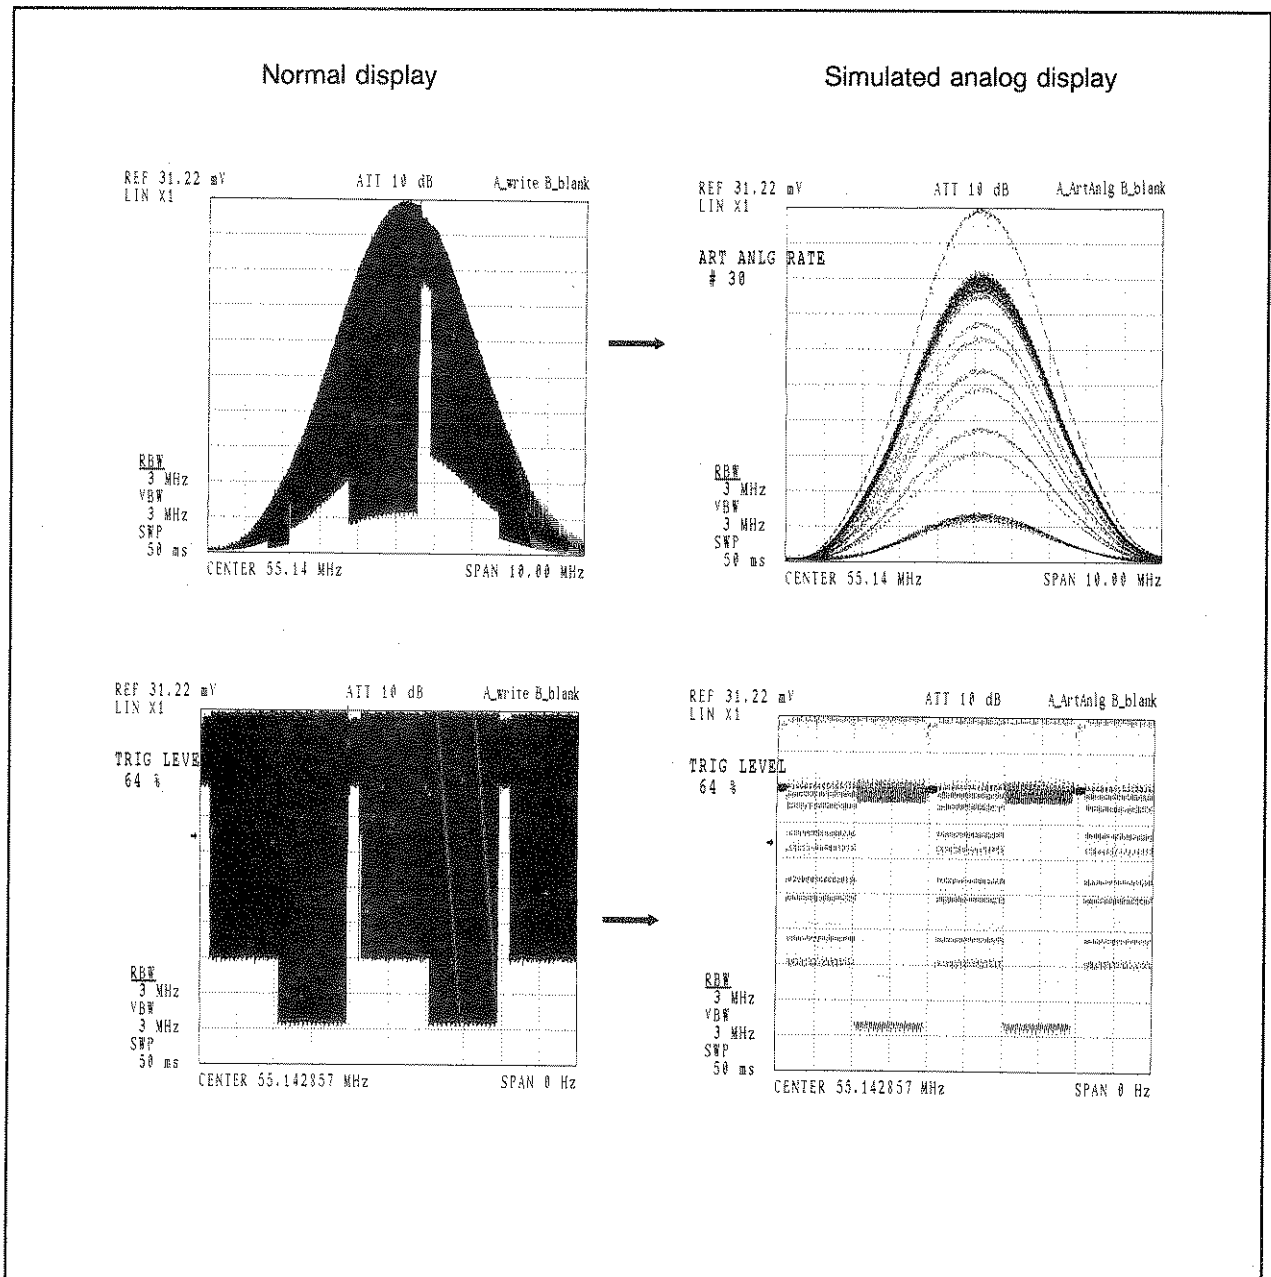 Normal display
Simulated analog display
REF 31.22 mV
ATT 10 dB
A_write B_blank
LIN X1
RBW
3 MHz
VBW
3 MHz
SWP
50 ms
CENTER 55.14 MHz
SPAN 10.00 MHz
REF 31.22 mV
ATT 10 dB
A_ArtAnlg B_blank
LIN X1
ART ANLG RATE
# 30
RBW
3 MHz
VBW
3 MHz
SWP
50 ms
CENTER 55.14 MHz
SPAN 10.00 MHz
REF 31.22 mV
ATT 10 dB
A_write B_blank
LIN X1
TRIG LEVE
64 %
RBW
3 MHz
VBW
3 MHz
SWP
50 ms
CENTER 55.142857 MHz
SPAN 0 Hz
REF 31.22 mV
ATT 10 dB
A_ArtAnlg B_blank
LIN X1
TRIG LEVEL
64 %
RBW
3 MHz
VBW
3 MHz
SWP
50 ms
CENTER 55.142857 MHz
SPAN 0 Hz